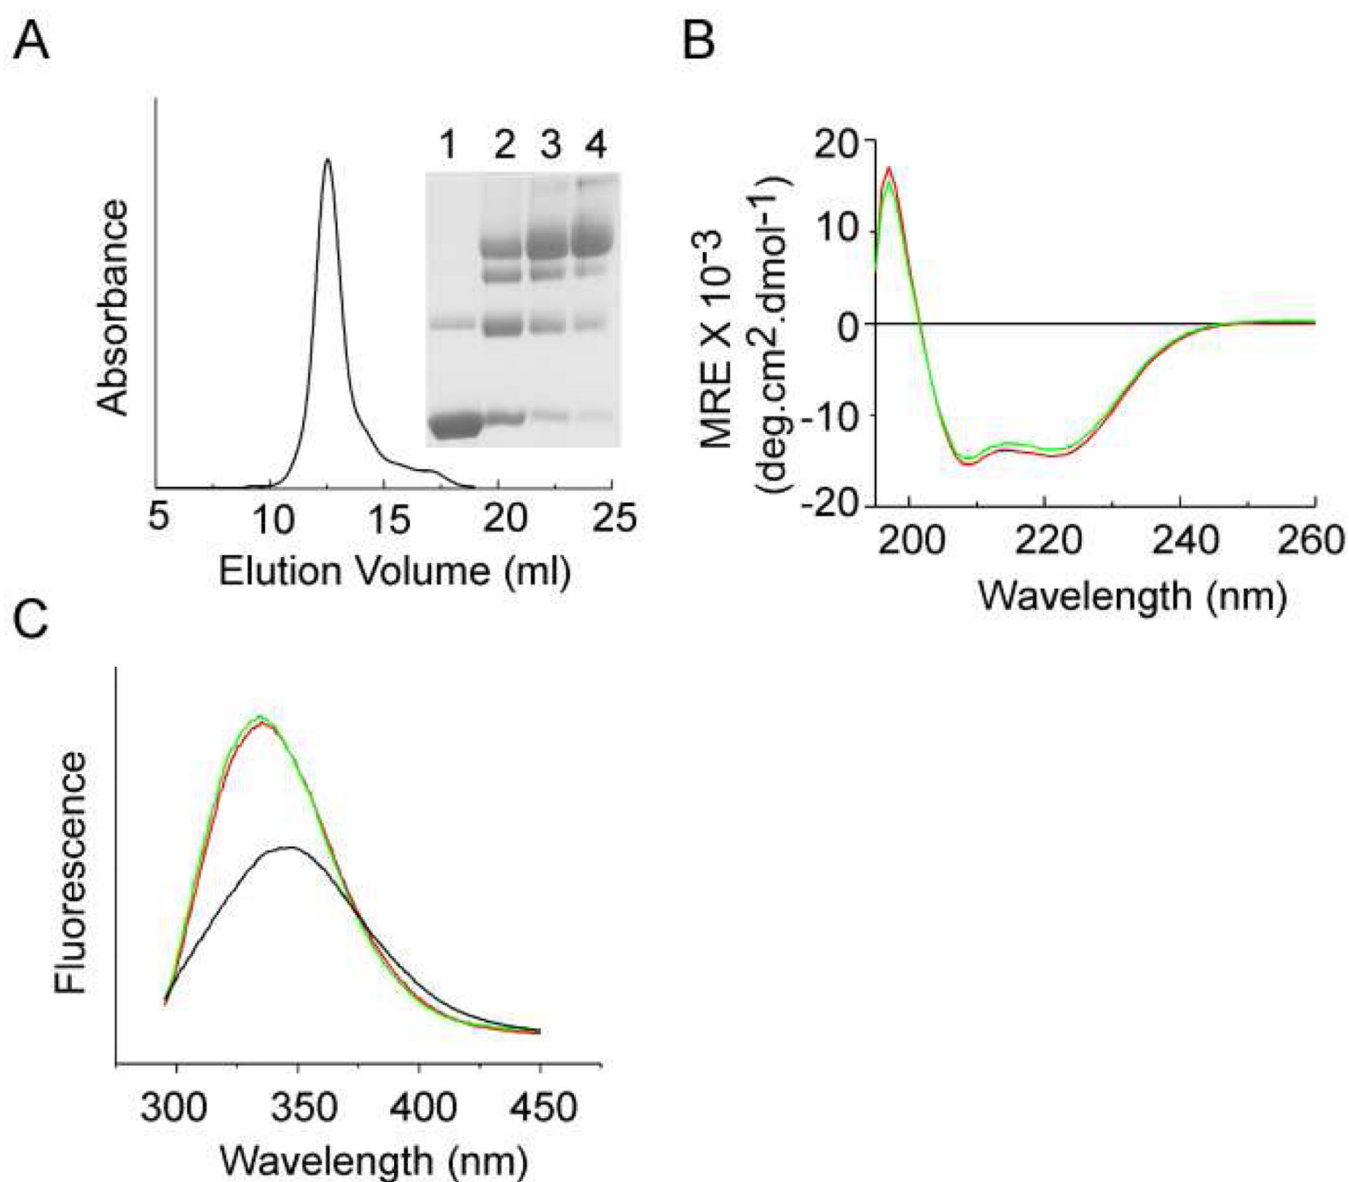 A
Absorbance
1 2 3 4
5 10 15 20 25
Elution Volume (ml)
B
MRE X 10-3
(deg.cm2.dmol-1)
20
10
0
-10
-20
200 220 240 260
Wavelength (nm)
C
Fluorescence
300 350 400 450
Wavelength (nm)